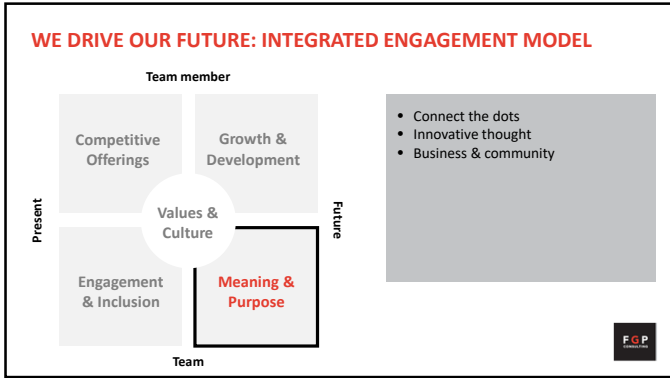 WE DRIVE OUR FUTURE: INTEGRATED ENGAGEMENT MODEL
Team member
Competitive
Offerings
Growth &
Development
Present
Values &
Culture
Future
Engagement
& Inclusion
Meaning &
Purpose
Team
• Connect the dots
• Innovative thought
• Business & community
FGP
CONSULTING